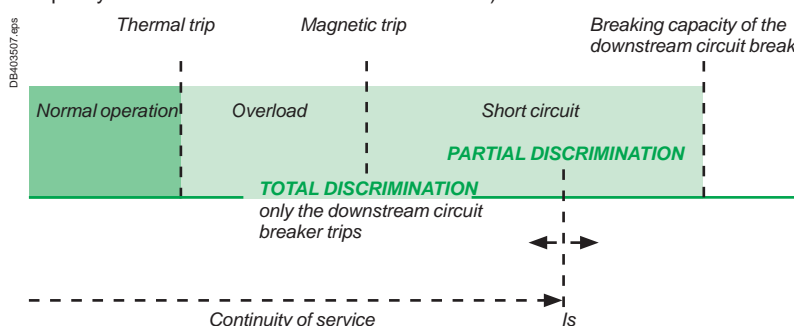 Thermal trip
Magnetic trip
Breaking capacity of the
downstream circuit break
DB403507.eps
Normal operation
Overload
Short circuit
PARTIAL DISCRIMINATION
TOTAL DISCRIMINATION
only the downstream circuit
breaker trips
Continuity of service
Is